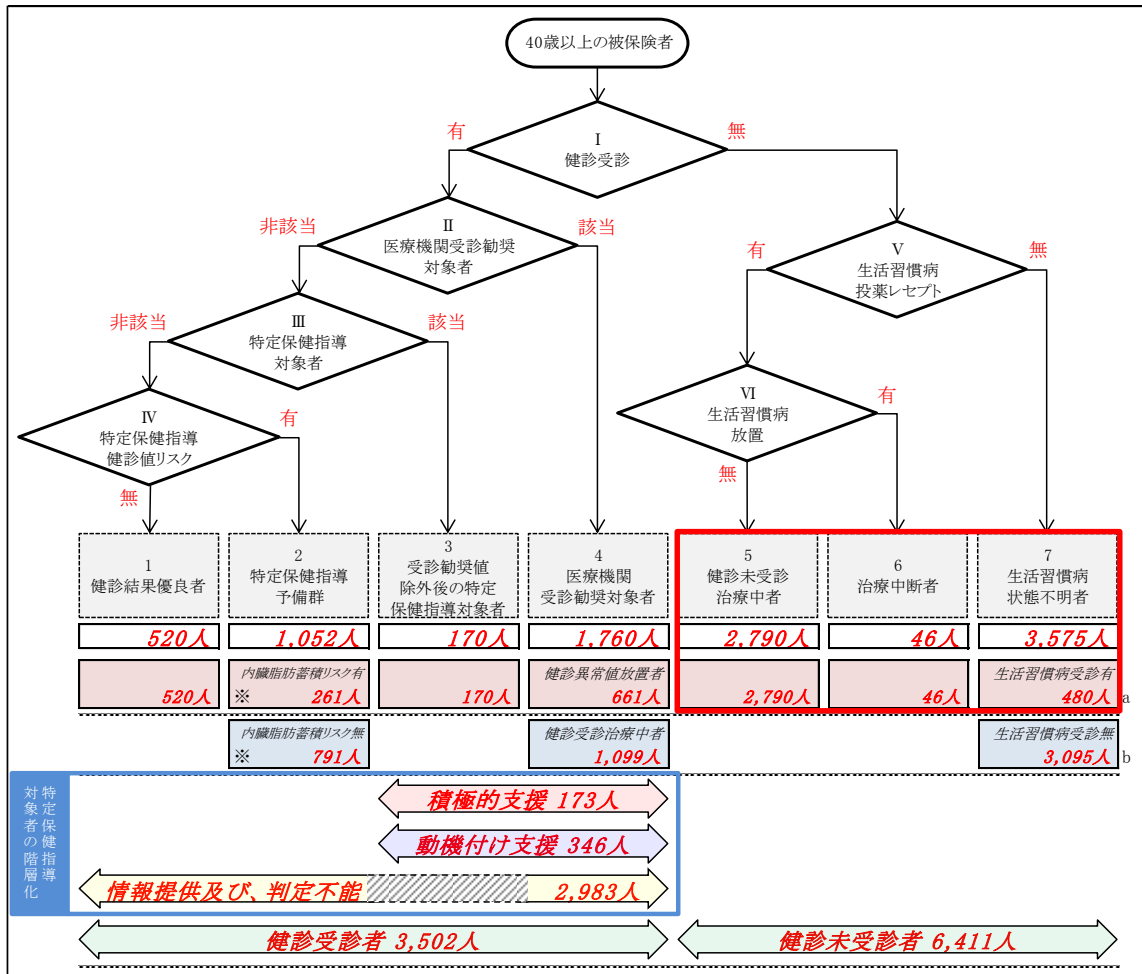 40歳以上の被保険者
Ⅰ
健診受診
有
無
Ⅱ
医療機関受診勧奨
対象者
非該当
該当
Ⅴ
生活習慣病
投薬レセプト
有
無
Ⅲ
特定保健指導
対象者
非該当
該当
Ⅵ
生活習慣病
放置
有
無
Ⅳ
特定保健指導
健診値リスク
有
無
1
健診結果優良者
2
特定保健指導
予備群
3
受診勧奨値
除外後の特定
保健指導対象者
4
医療機関
受診勧奨対象者
5
健診未受診
治療中者
6
治療中断者
7
生活習慣病
状態不明者
520人
1,052人
170人
1,760人
2,790人
46人
3,575人
520人
内臓脂肪蓄積リスク有
※ 261人
170人
健診異常値放置者
661人
2,790人
46人
生活習慣病受診有
480人
a
内臓脂肪蓄積リスク無
※ 791人
健診受診治療中者
1,099人
生活習慣病受診無
3,095人
b
特定保健指導
対象者の階層化
積極的支援 173人
動機付け支援 346人
情報提供及び、判定不能 2,983人
健診受診者 3,502人
健診未受診者 6,411人